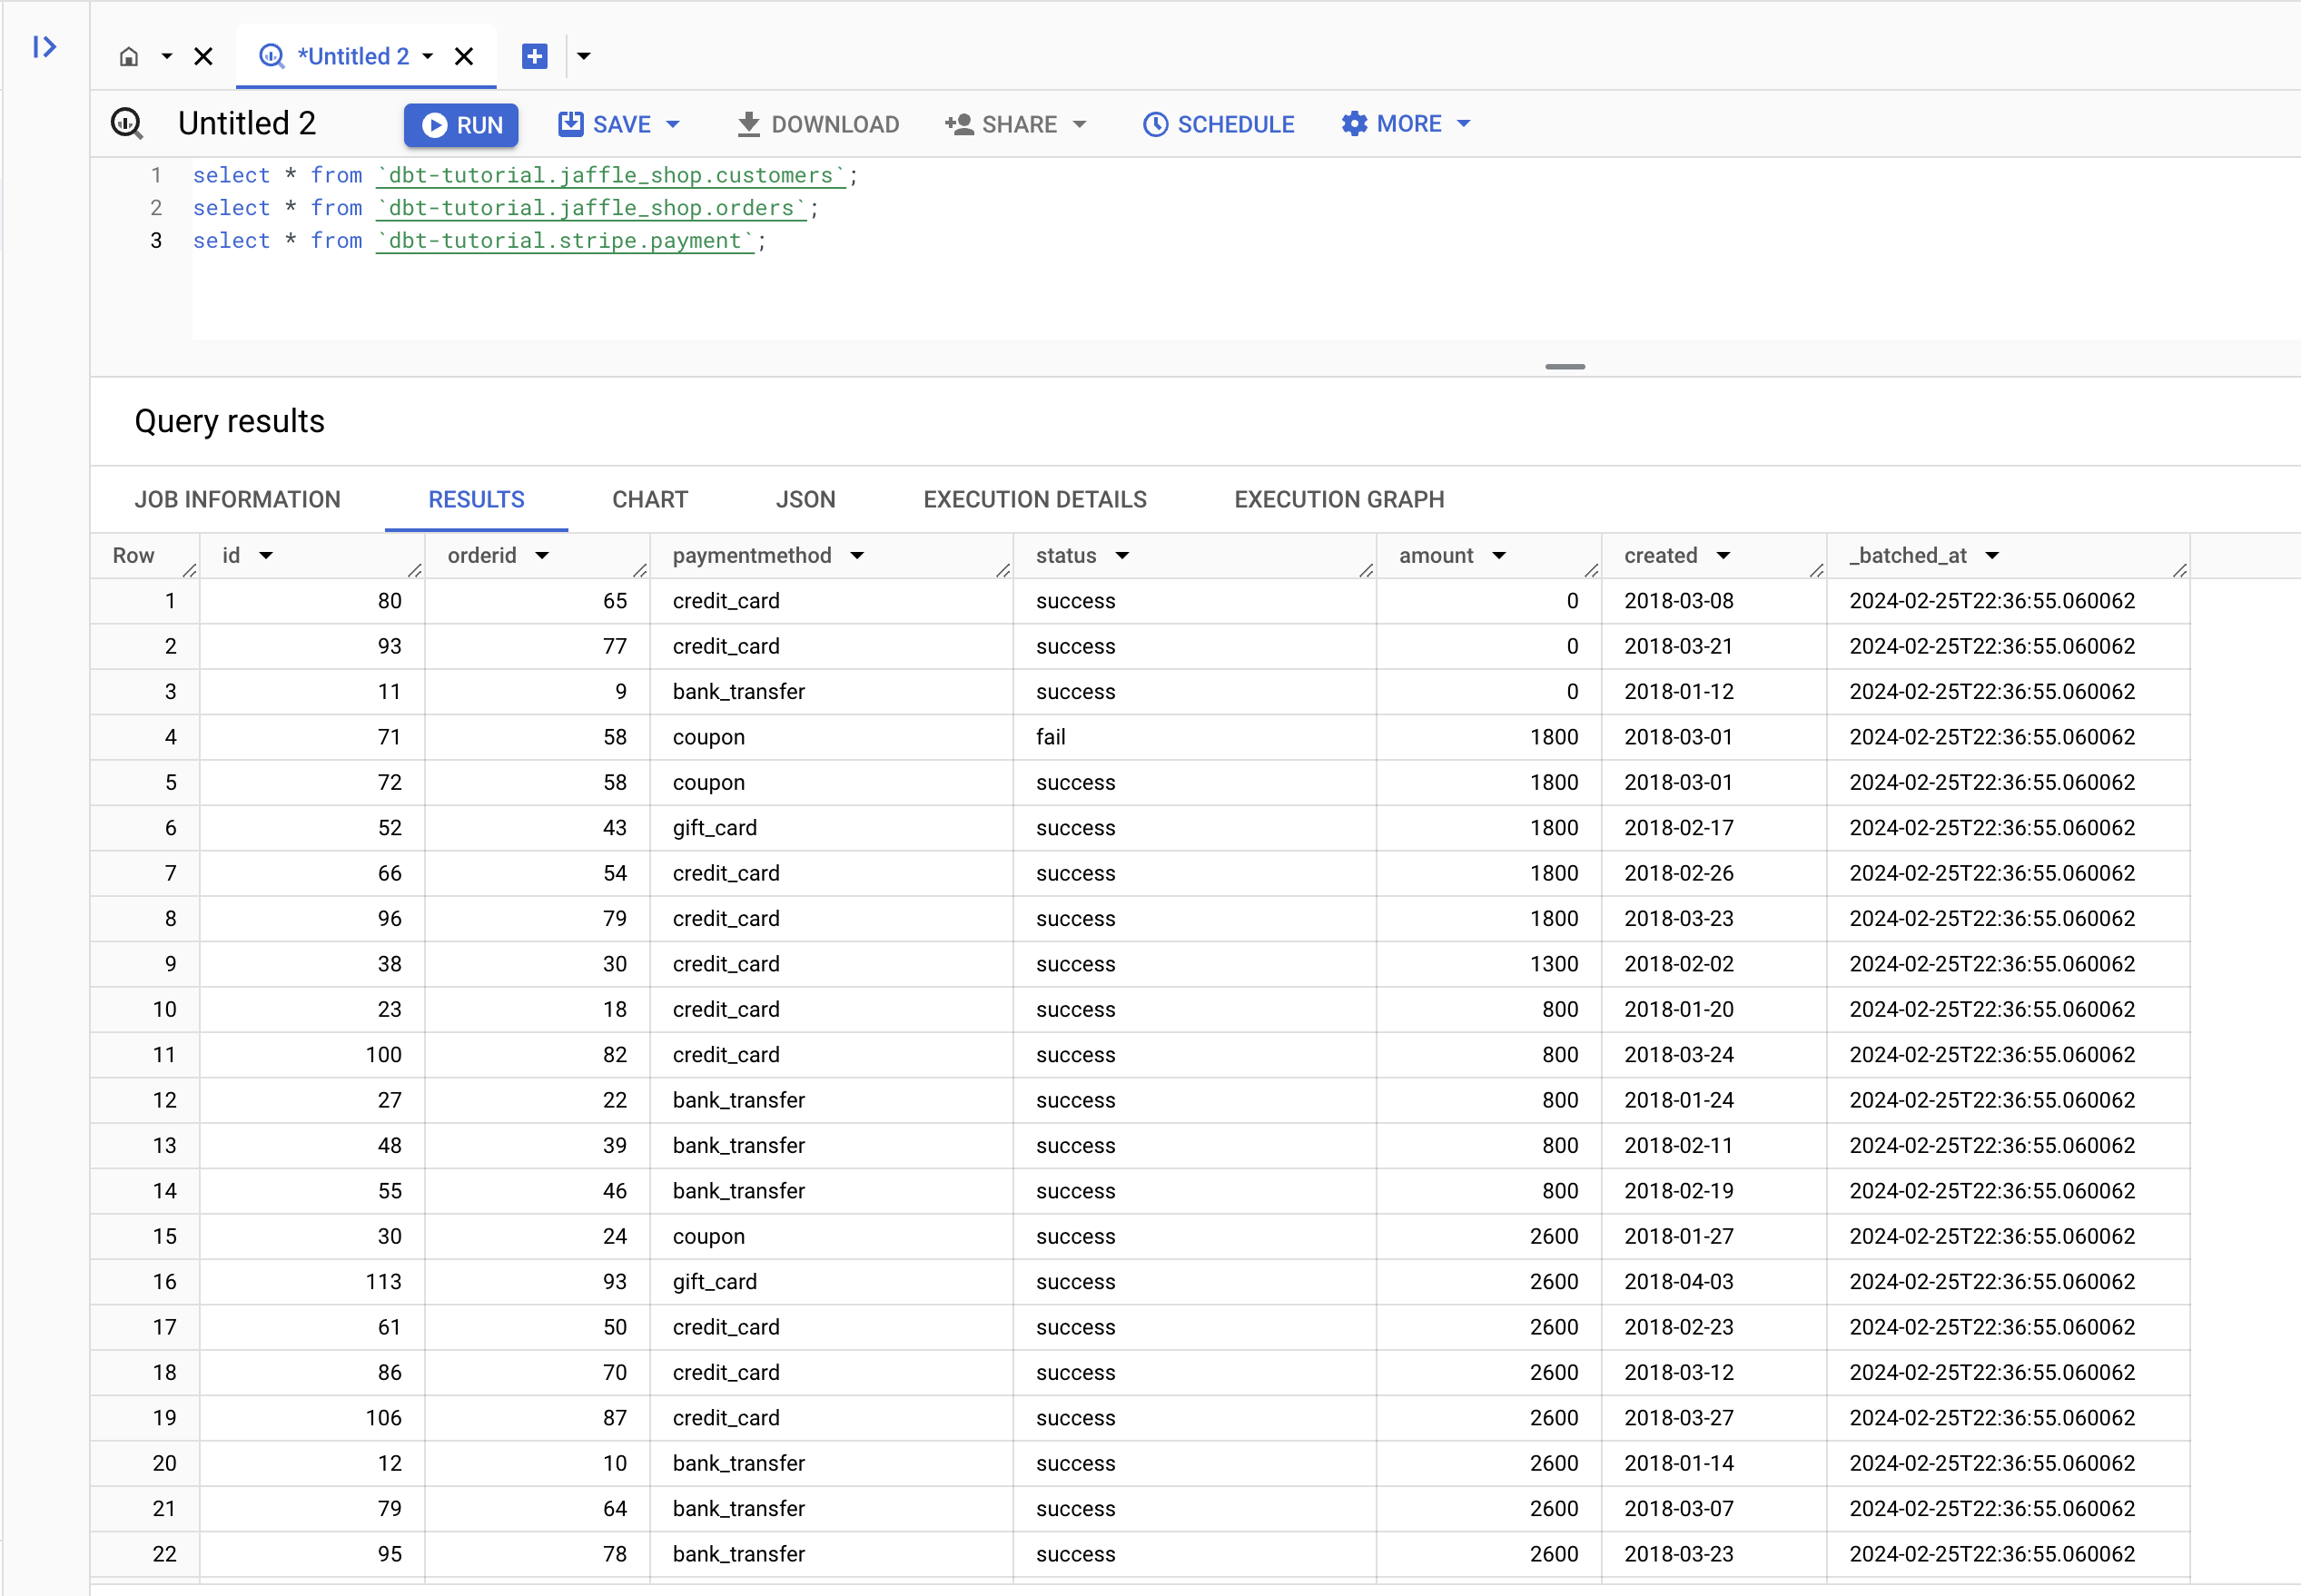 *Untitled 2
Untitled 2 RUN SAVE DOWNLOAD SHARE SCHEDULE MORE
1 select * from `dbt-tutorial.jaffle_shop.customers`;
2 select * from `dbt-tutorial.jaffle_shop.orders`;
3 select * from `dbt-tutorial.stripe.payment`;
Query results
JOB INFORMATION RESULTS CHART JSON EXECUTION DETAILS EXECUTION GRAPH
Row id orderid paymentmethod status amount created _batched_at
1 80 65 credit_card success 0 2018-03-08 2024-02-25T22:36:55.060062
2 93 77 credit_card success 0 2018-03-21 2024-02-25T22:36:55.060062
3 11 9 bank_transfer success 0 2018-01-12 2024-02-25T22:36:55.060062
4 71 58 coupon fail 1800 2018-03-01 2024-02-25T22:36:55.060062
5 72 58 coupon success 1800 2018-03-01 2024-02-25T22:36:55.060062
6 52 43 gift_card success 1800 2018-02-17 2024-02-25T22:36:55.060062
7 66 54 credit_card success 1800 2018-02-26 2024-02-25T22:36:55.060062
8 96 79 credit_card success 1800 2018-03-23 2024-02-25T22:36:55.060062
9 38 30 credit_card success 1300 2018-02-02 2024-02-25T22:36:55.060062
10 23 18 credit_card success 800 2018-01-20 2024-02-25T22:36:55.060062
11 100 82 credit_card success 800 2018-03-24 2024-02-25T22:36:55.060062
12 27 22 bank_transfer success 800 2018-01-24 2024-02-25T22:36:55.060062
13 48 39 bank_transfer success 800 2018-02-11 2024-02-25T22:36:55.060062
14 55 46 bank_transfer success 800 2018-02-19 2024-02-25T22:36:55.060062
15 30 24 coupon success 2600 2018-01-27 2024-02-25T22:36:55.060062
16 113 93 gift_card success 2600 2018-04-03 2024-02-25T22:36:55.060062
17 61 50 credit_card success 2600 2018-02-23 2024-02-25T22:36:55.060062
18 86 70 credit_card success 2600 2018-03-12 2024-02-25T22:36:55.060062
19 106 87 credit_card success 2600 2018-03-27 2024-02-25T22:36:55.060062
20 12 10 bank_transfer success 2600 2018-01-14 2024-02-25T22:36:55.060062
21 79 64 bank_transfer success 2600 2018-03-07 2024-02-25T22:36:55.060062
22 95 78 bank_transfer success 2600 2018-03-23 2024-02-25T22:36:55.060062